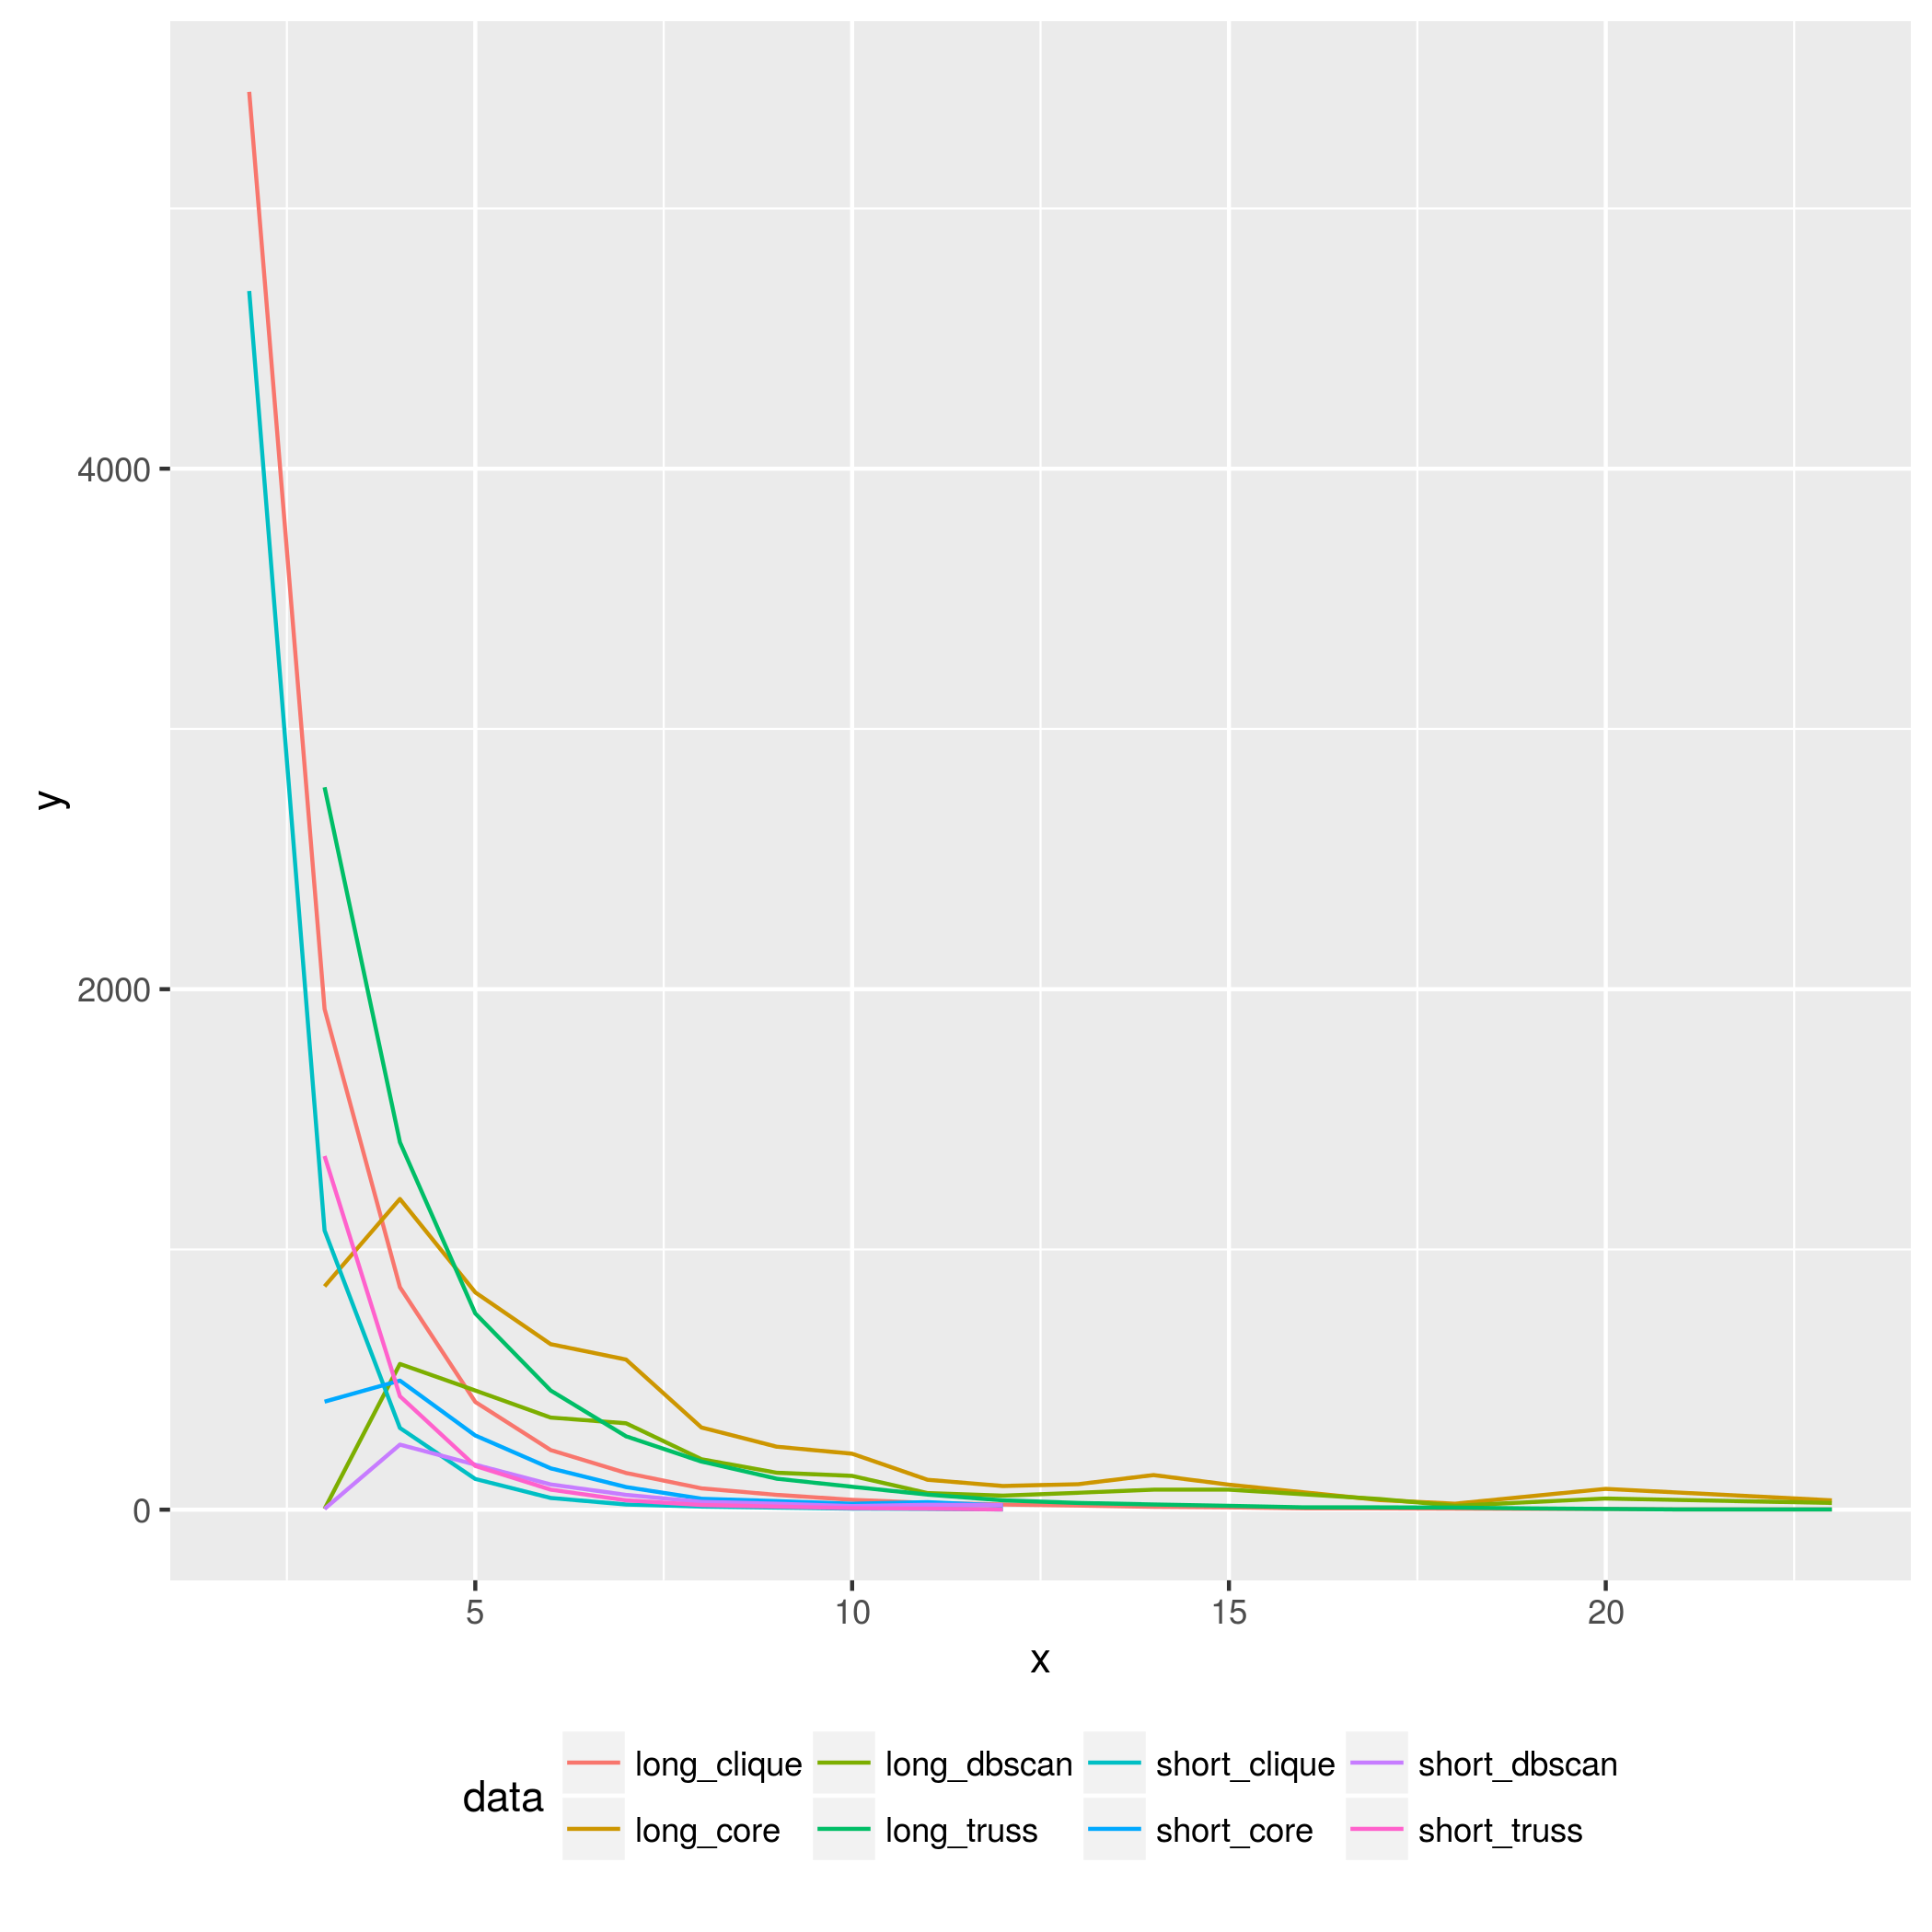 y
4000
2000
0
5 10 15 20
x
data
long_clique long_dbscan short_clique short_dbscan
long_core long_truss short_core short_truss